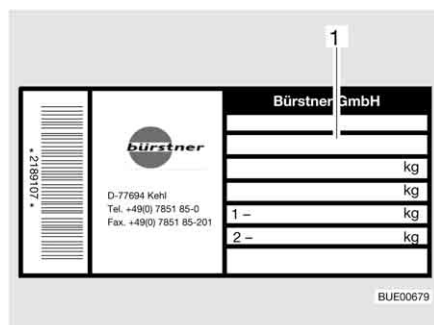 1
Bürstner GmbH
* 2189107 *
bürstner
D-77694 Kehl
Tel. +49(0) 7851 85-0
Fax. +49(0) 7851 85-201
kg
kg
1 – kg
2 – kg
BUE00679